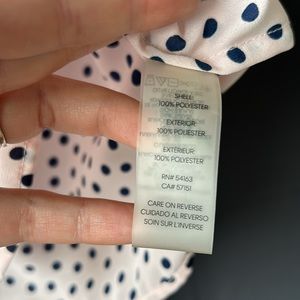 SHELL:
100% POLYESTER
EXTERIOR:
100% POLIESTER
EXTÉRIEUR:
100% POLYESTER
RN# 54163
CA# 57151
CARE ON REVERSE
CUIDADO AL REVERSO
SOIN SUR L'INVERSE